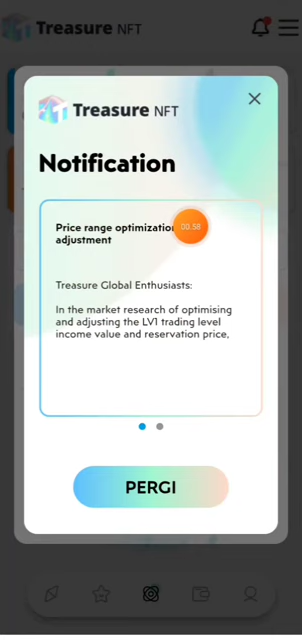 Treasure NFT
Treasure NFT
Notification
Price range optimization
00:58
adjustment
Treasure Global Enthusiasts:
In the market research of optimising
and adjusting the LV1 trading level
income value and reservation price,
PERGI